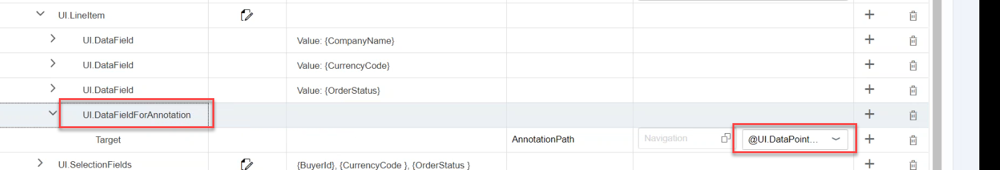 UI.LineItem
UI.DataField Value: {CompanyName}
UI.DataField Value: {CurrencyCode}
UI.DataField Value: {OrderStatus}
UI.DataFieldForAnnotation
Target AnnotationPath Navigation @UI.DataPoint...
UI.SelectionFields {BuyerId}, {CurrencyCode }, {OrderStatus }